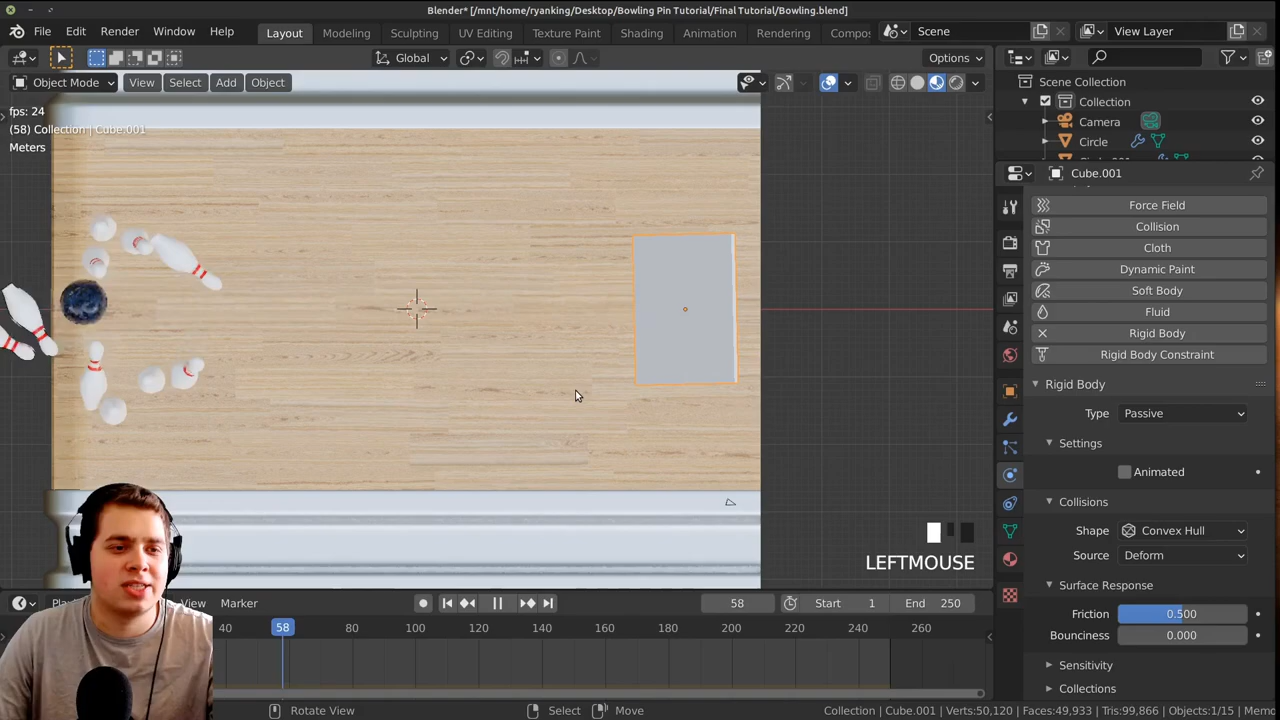 Blender* [/mnt/home/ryanking/Desktop/Bowling Pin Tutorial/Final Tutorial/Bowling.blend]
File Edit Render Window Help Layout Modeling Sculpting UV Editing Texture Paint Shading Animation Rendering Compos Scene View Layer
Global Options
Object Mode View Select Add Object
fps: 24
(58) Collection | Cube.001
Meters
Scene Collection
Collection
Camera
Circle
Cube.001
Force Field
Collision
Cloth
Dynamic Paint
Soft Body
Fluid
Rigid Body
Rigid Body Constraint
Rigid Body
Type Passive
Settings
Animated
Collisions
Shape Convex Hull
Source Deform
Surface Response
Friction 0.500
Bounciness 0.000
Sensitivity
Collections
LEFTMOUSE
View Marker 58 Start 1 End 250
40 58 80 100 120 140 160 180 200 220 240 260
Rotate View Select Move Collection | Cube.001 | Verts:50,120 | Faces:49,933 | Tris:99,866 | Objects:1/15 | Memo